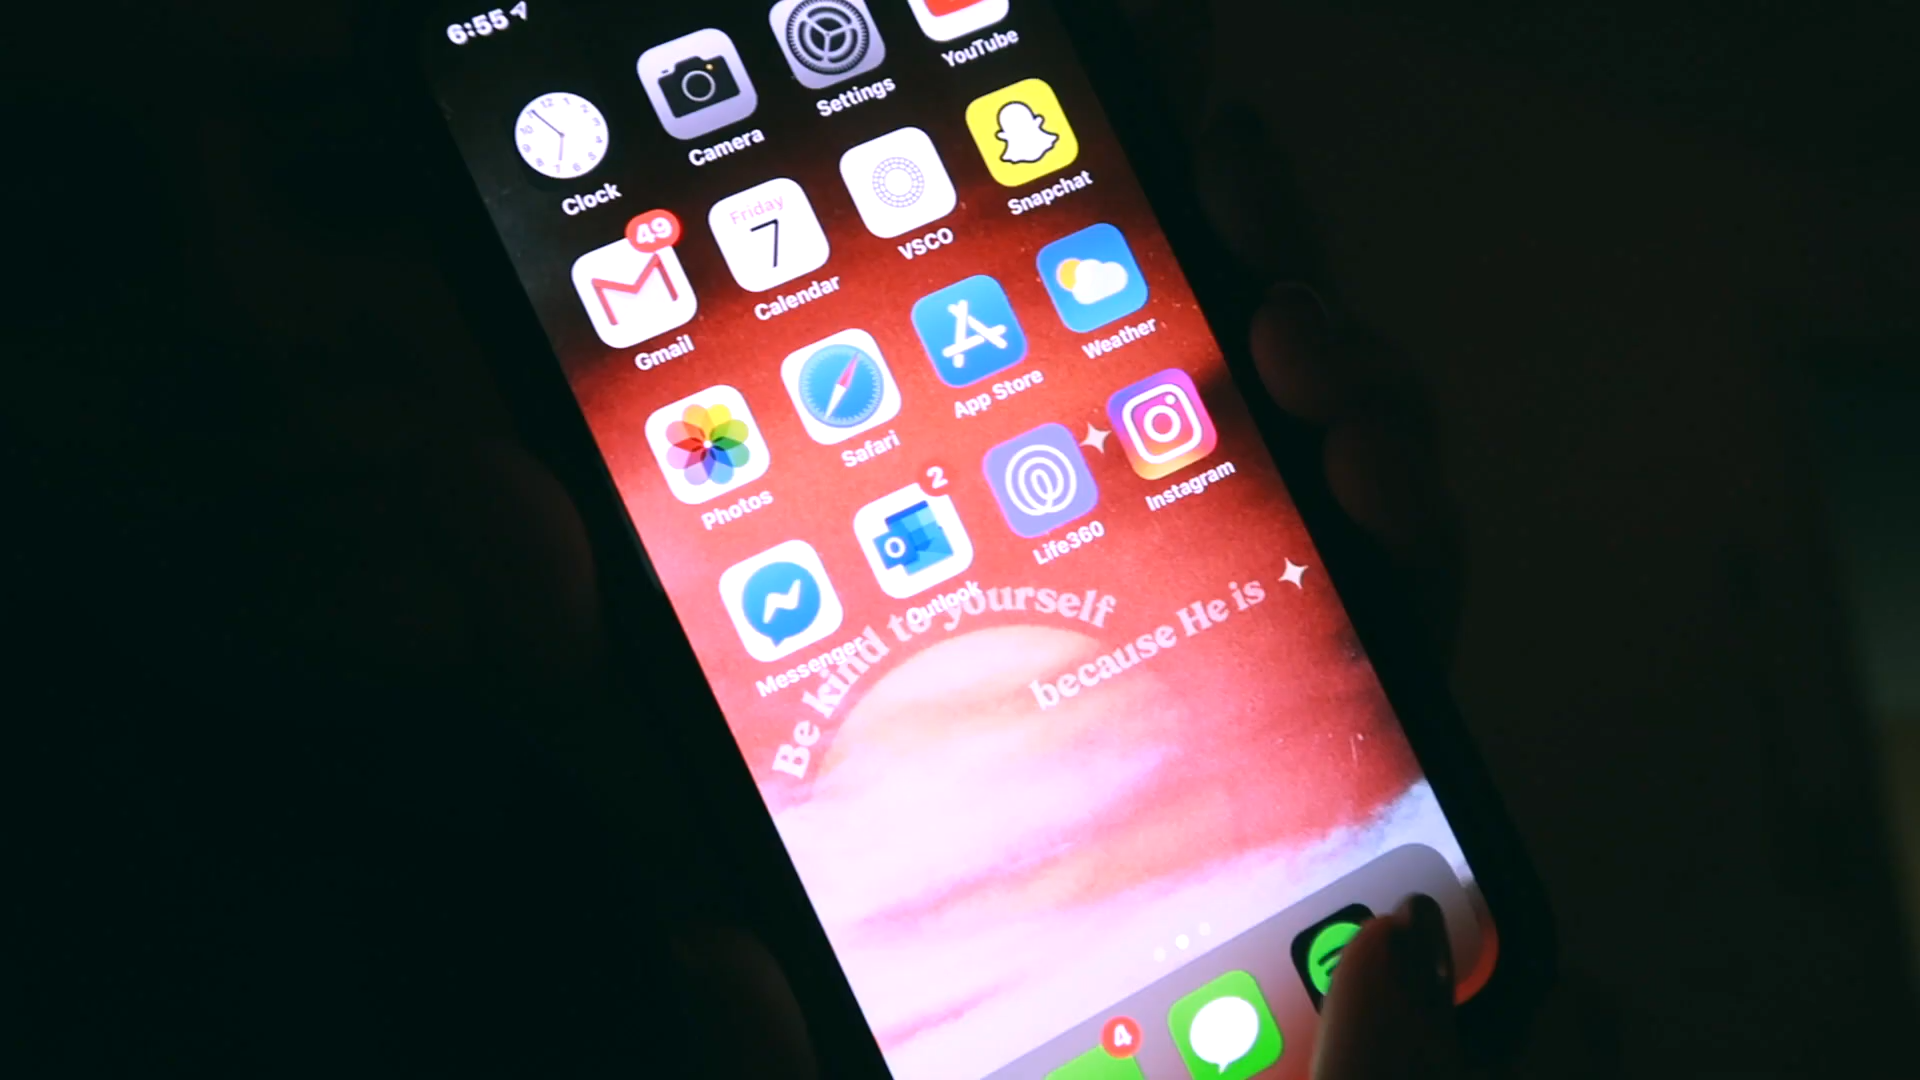 6:55
Clock
Camera
Settings
YouTube
49
Gmail
Friday
7
Calendar
VSCO
Snapchat
Photos
Safari
App Store
Weather
Messenger
2
Outlook
Life360
Instagram
Be kind to yourself
because He is
4